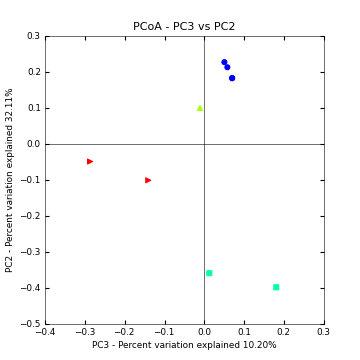 PCoA - PC3 vs PC2
0.3
0.2
0.1
0.0
−0.1
−0.2
−0.3
−0.4
−0.5
PC2 - Percent variation explained 32.11%
−0.4 −0.3 −0.2 −0.1 0.0 0.1 0.2 0.3
PC3 - Percent variation explained 10.20%